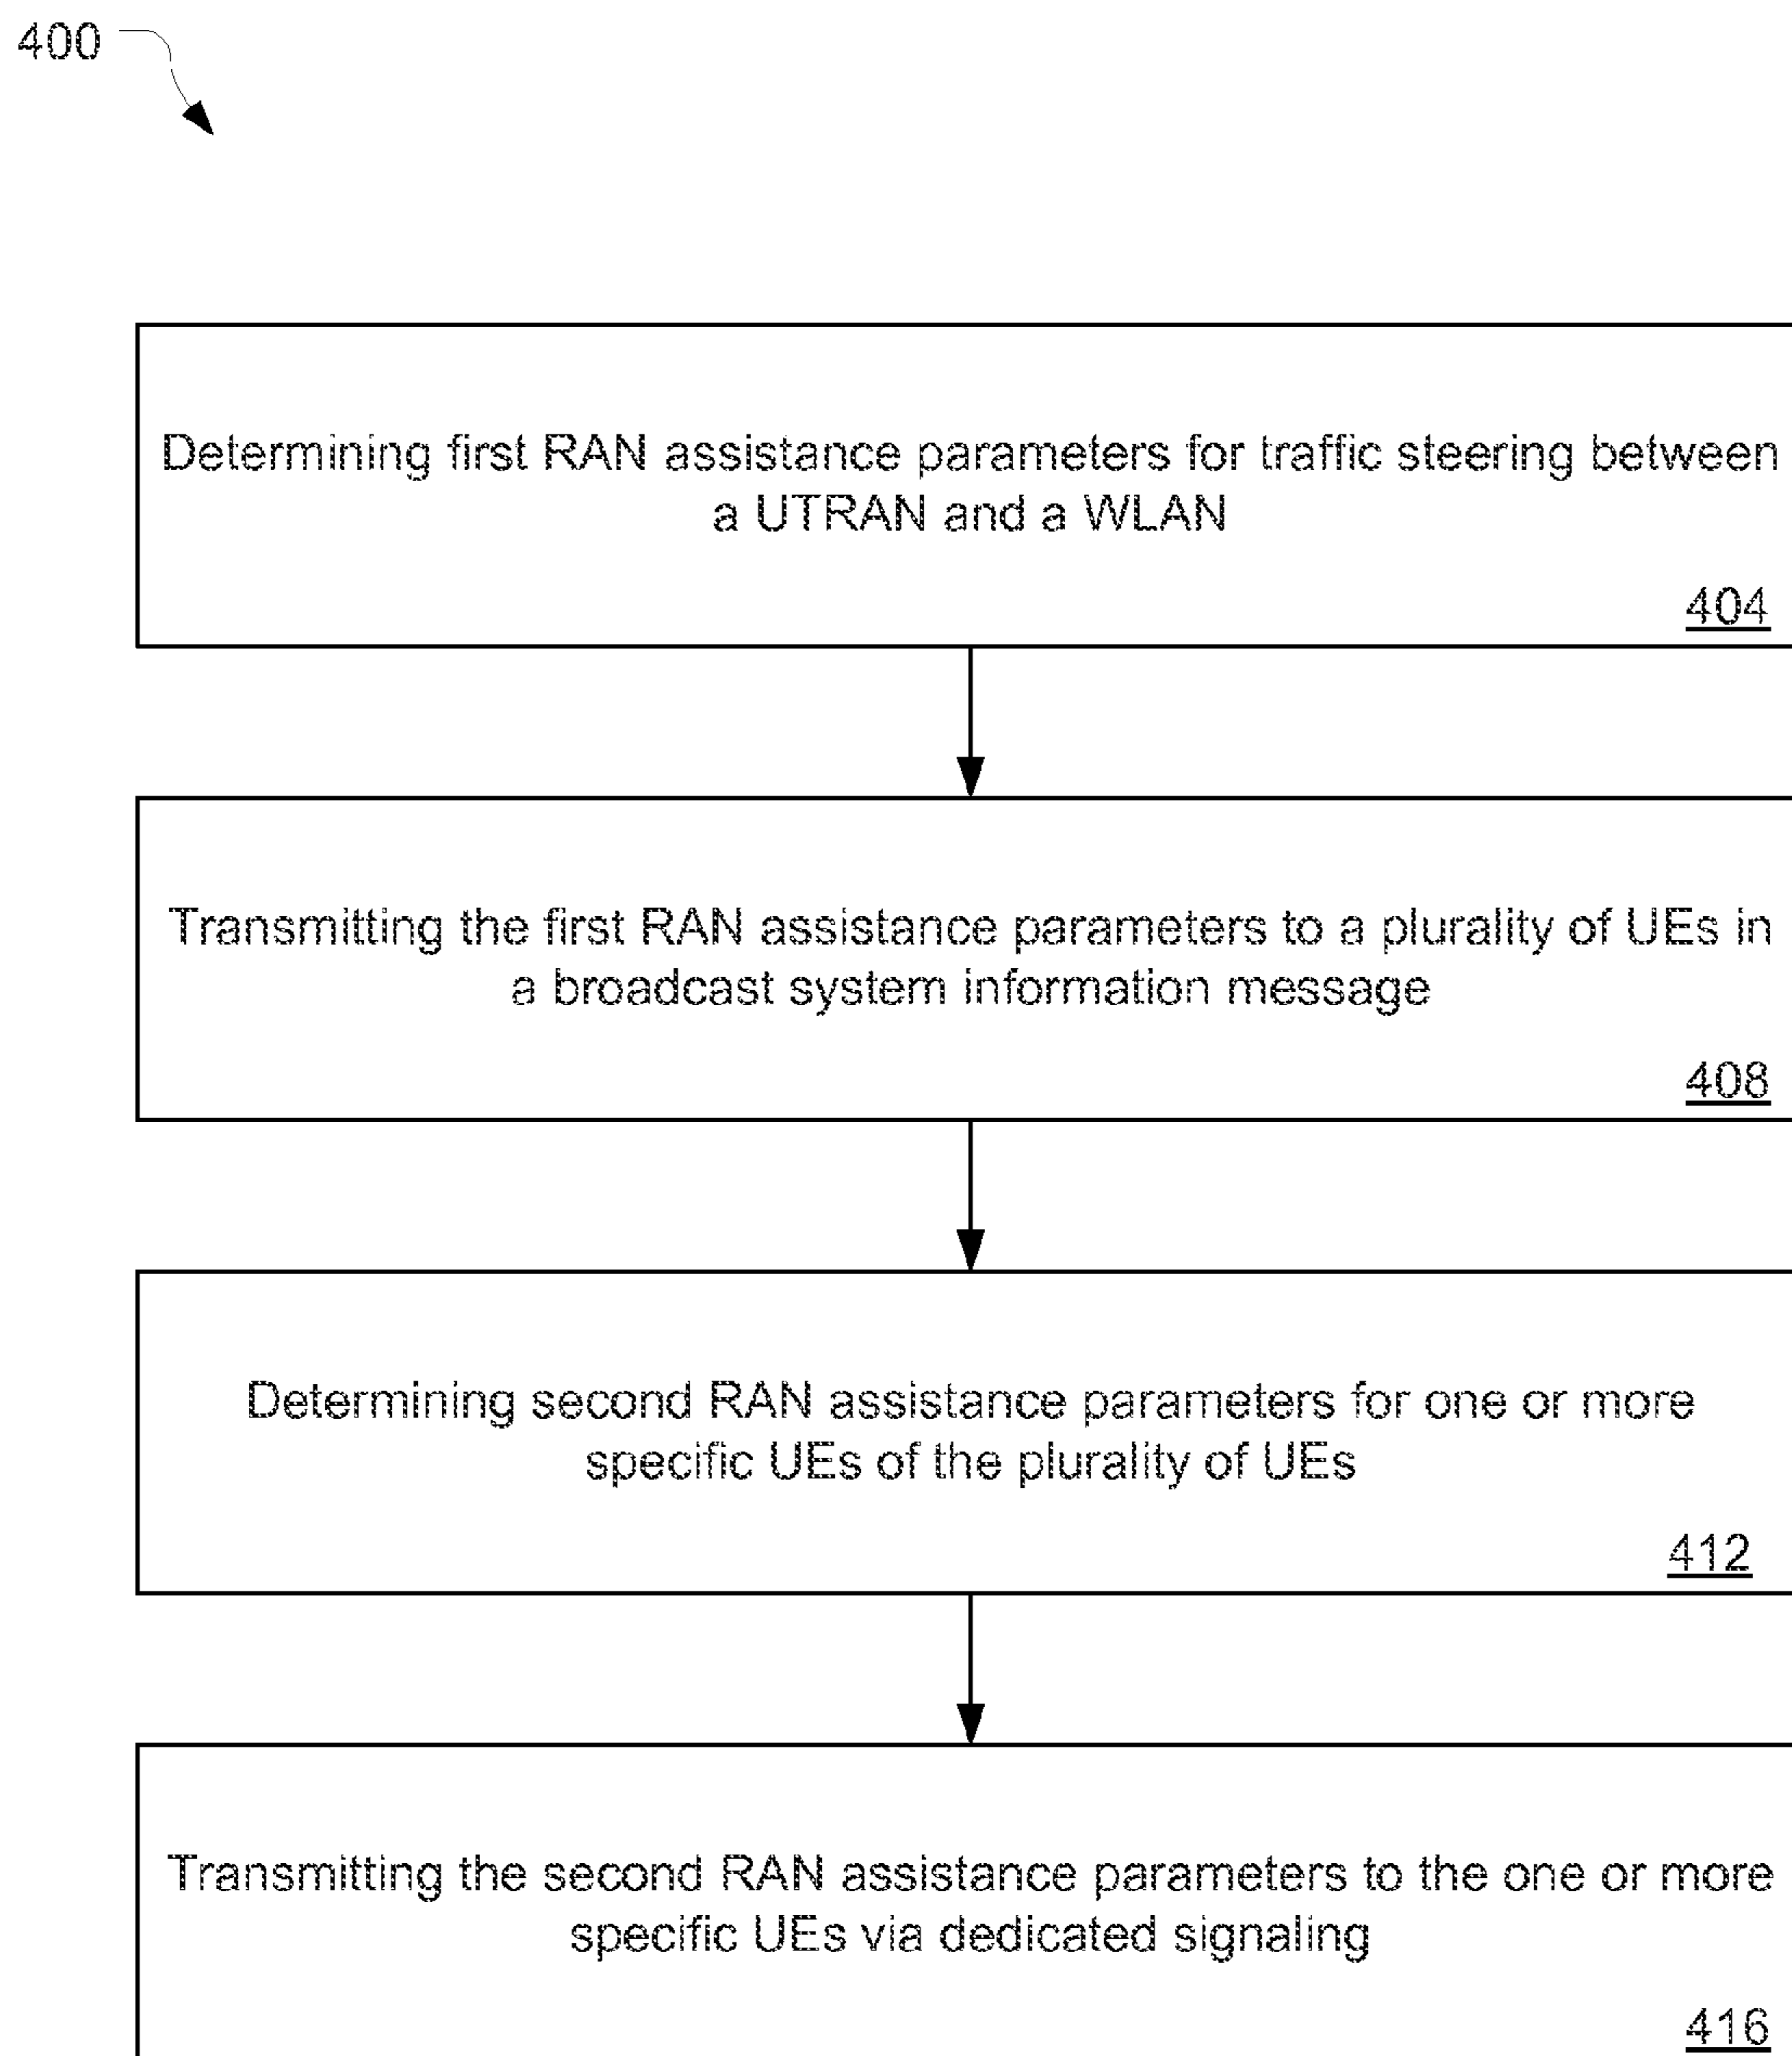 400
Determining first RAN assistance parameters for traffic steering between
a UTRAN and a WLAN
404
Transmitting the first RAN assistance parameters to a plurality of UEs in
a broadcast system information message
408
Determining second RAN assistance parameters for one or more
specific UEs of the plurality of UEs
412
Transmitting the second RAN assistance parameters to the one or more
specific UEs via dedicated signaling
416